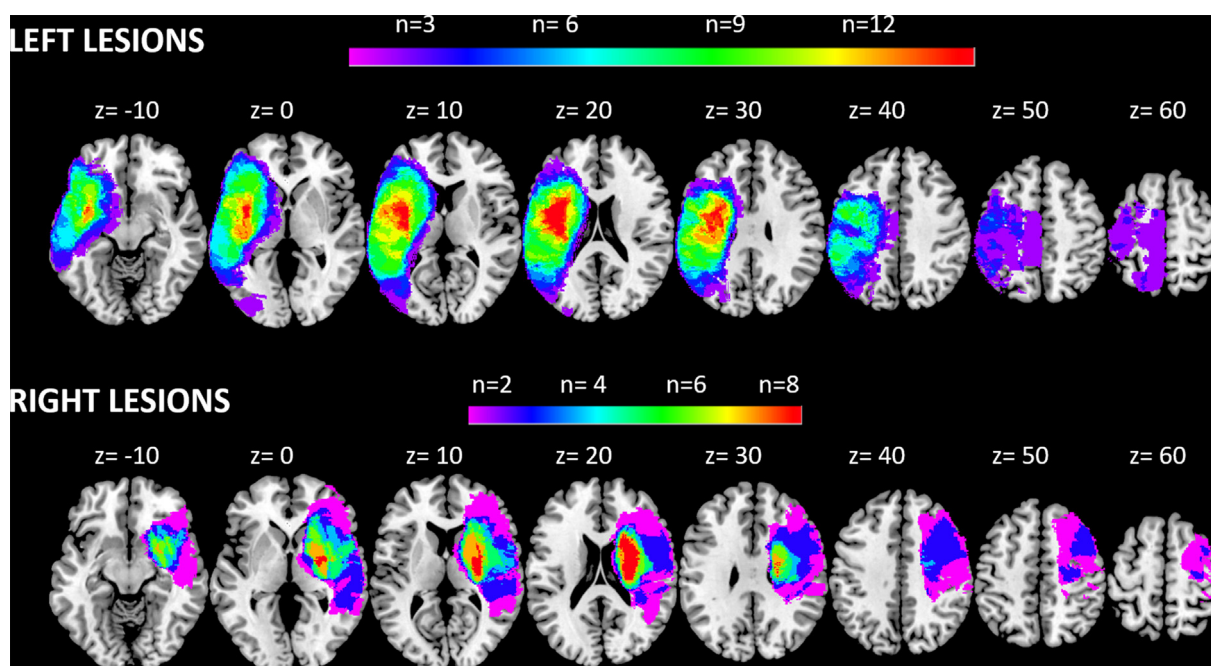 n=3 n= 6 n=9 n=12
LEFT LESIONS
z= -10 z= 0 z= 10 z= 20 z= 30 z= 40 z= 50 z= 60
n=2 n= 4 n=6 n=8
RIGHT LESIONS
z= -10 z= 0 z= 10 z= 20 z= 30 z= 40 z= 50 z= 60